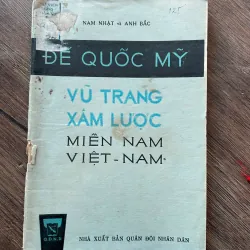 NAM NHẬT và ANH BẮC
ĐẾ QUỐC MỸ
VŨ TRANG
XÂM LƯỢC
MIỀN NAM
VIỆT-NAM
NHÀ XUẤT BẢN QUÂN ĐỘI NHÂN DÂN